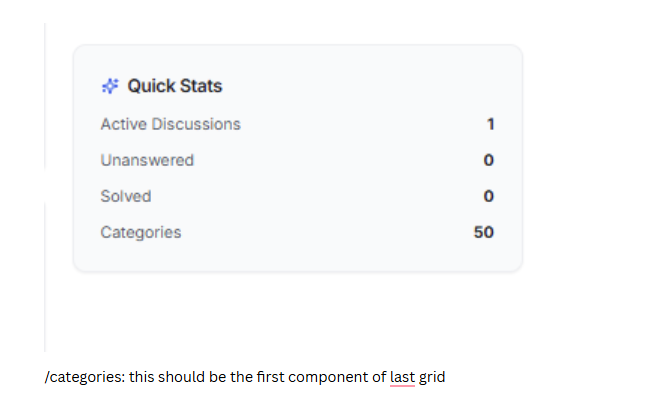 Quick Stats
Active Discussions 1
Unanswered 0
Solved 0
Categories 50
/categories: this should be the first component of last grid